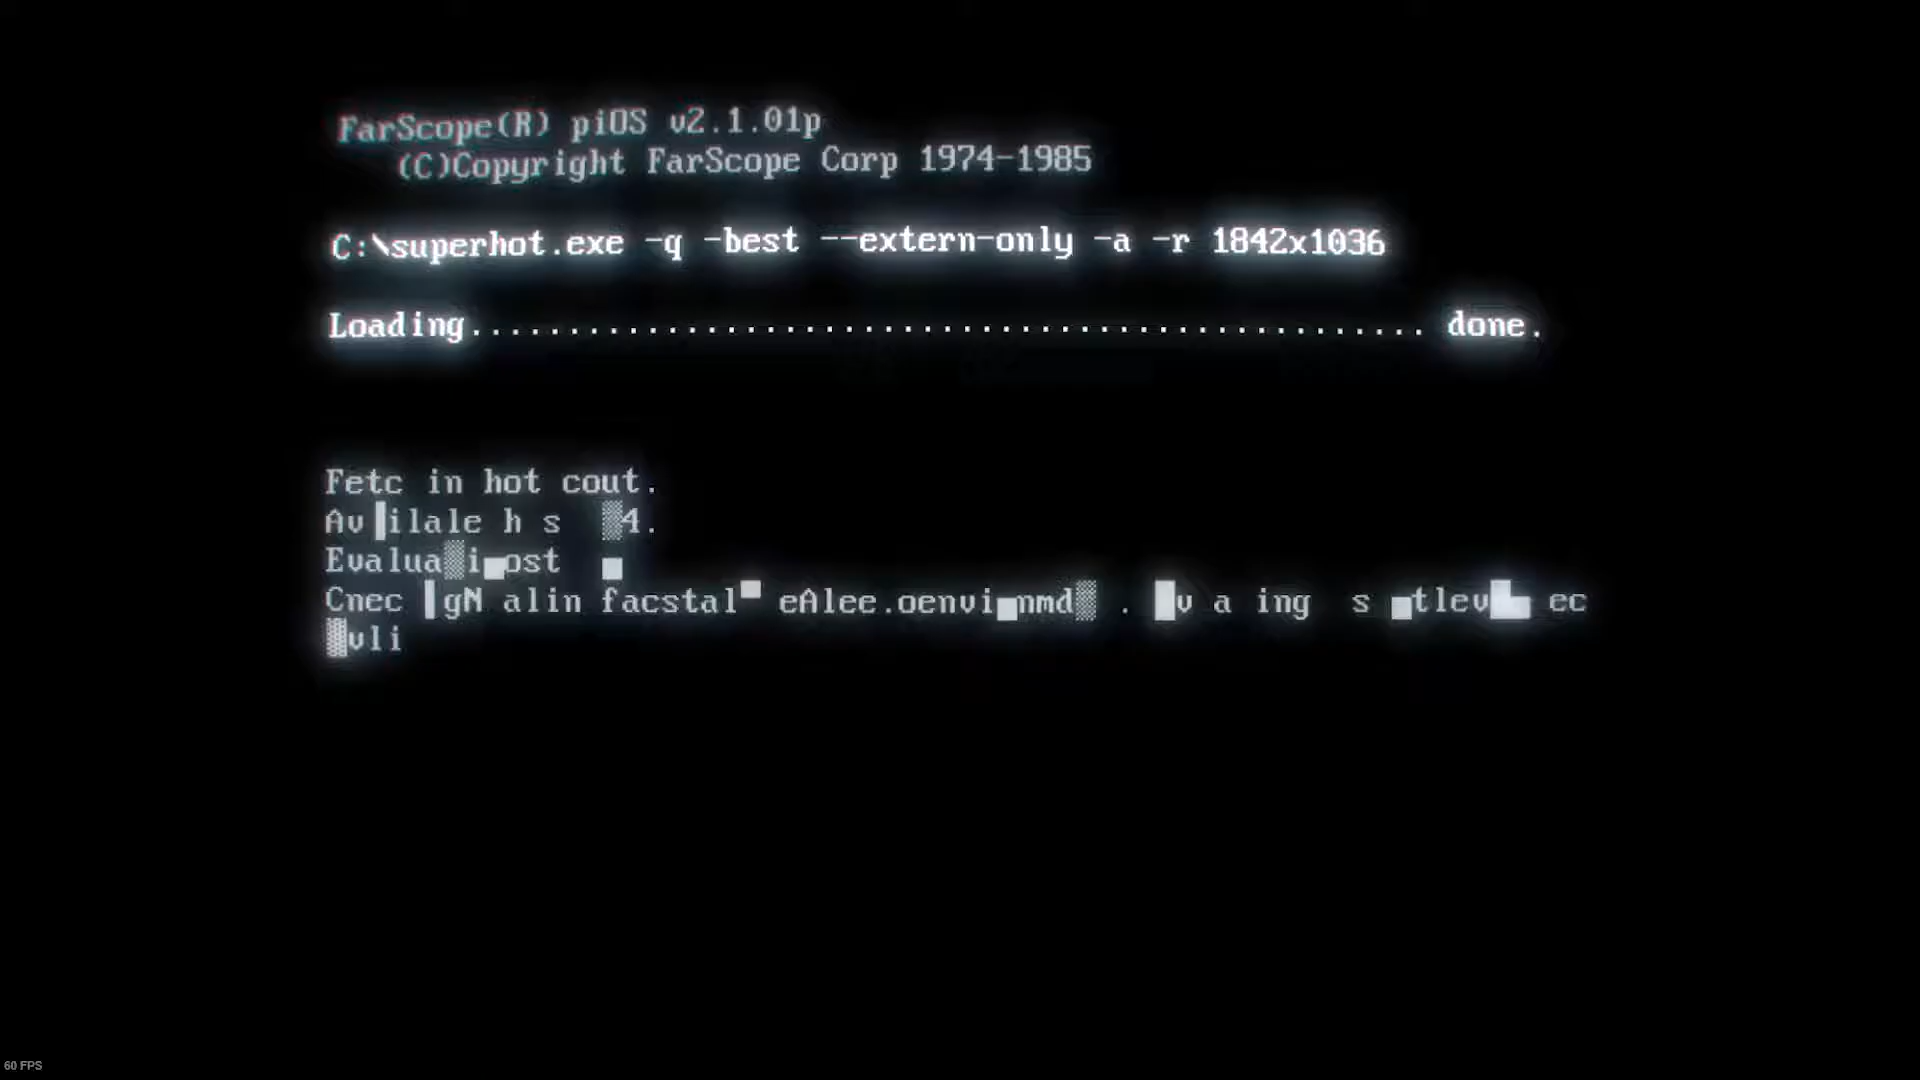 FarScope(R) piOS v2.1.01p
(C)Copyright FarScope Corp 1974-1985
C:\superhot.exe -q -best --extern-only -a -r 1842x1036
Loading................................................. done.
Fetc in hot cout.
Av▌ilale h s  ▒4.
Evalua▒i▄ost  ▄
Cnec ▐gN alin facstal▀ eAlee.oenvi▄nmd▒ . █v a ing  s ▄tlev█▄ ec
▓vli
60 FPS